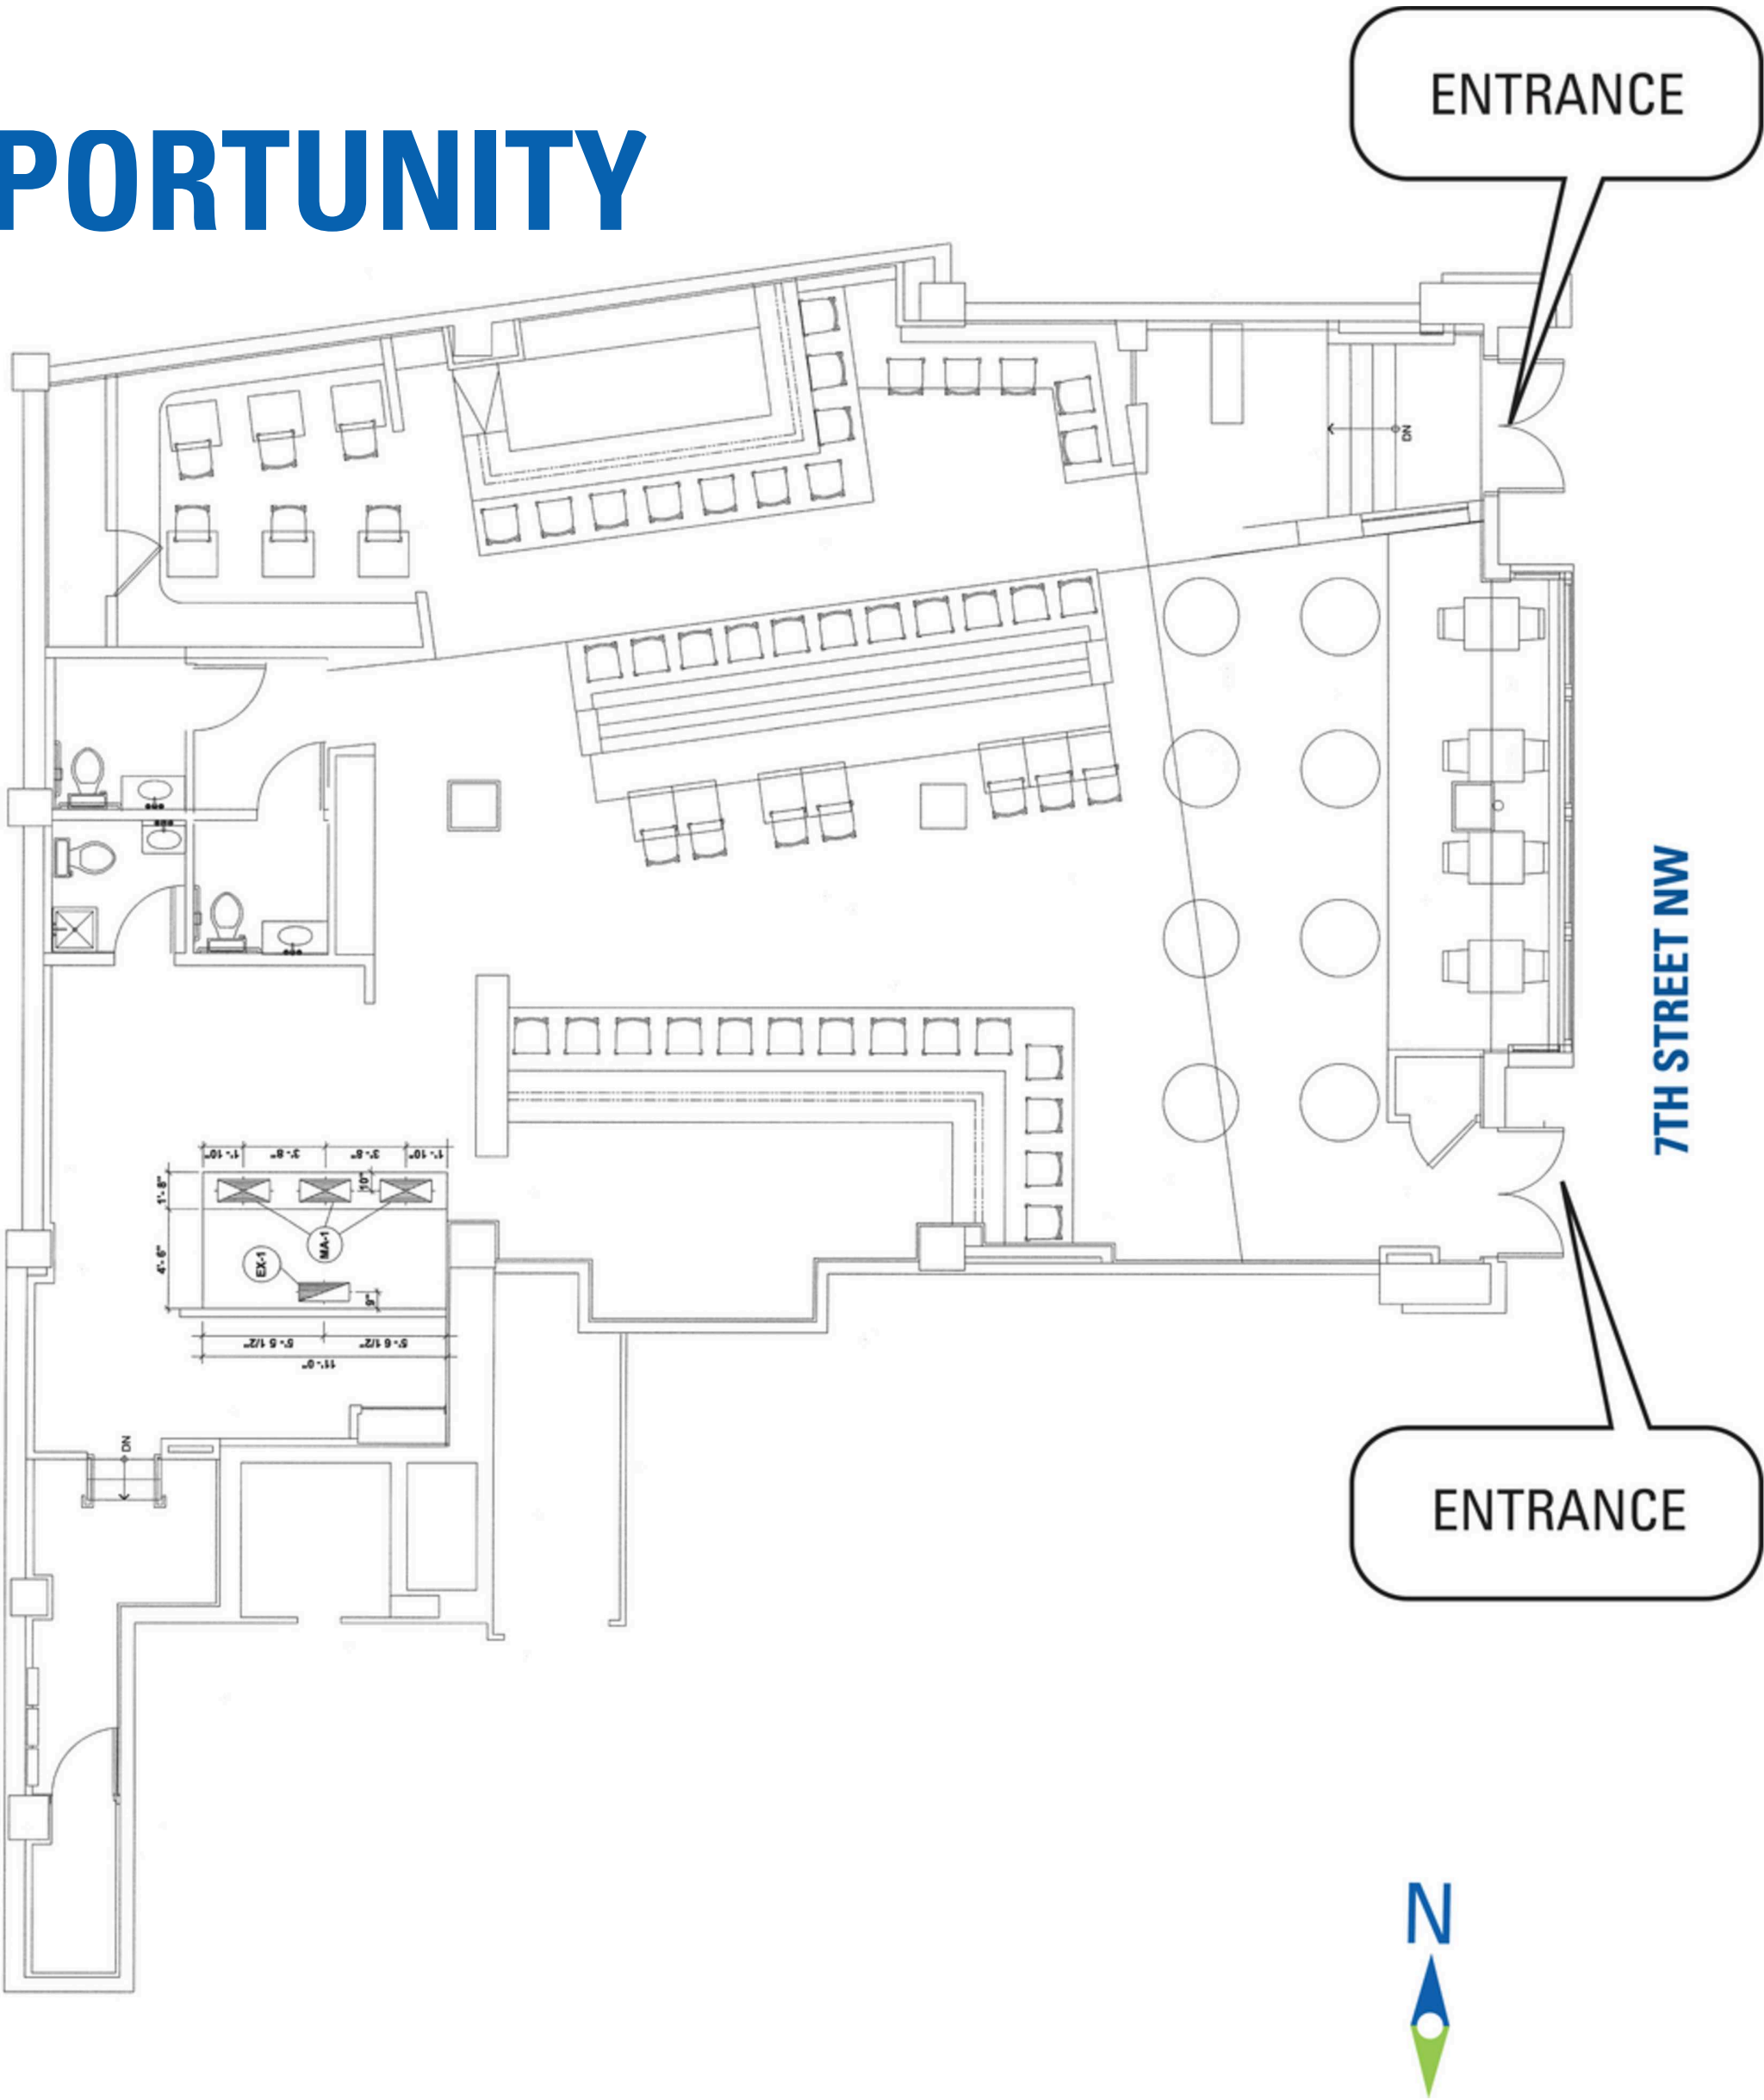 ENTRANCE
PORTUNITY
DN
7TH STREET NW
1'- 10"
3'- 8"
3'- 8"
1'- 10"
10"
1'- 8"
4'- 6"
MA-1
EX-1
9"
5'- 5 1/2"
5'- 6 1/2"
11'- 0"
DN
ENTRANCE
N